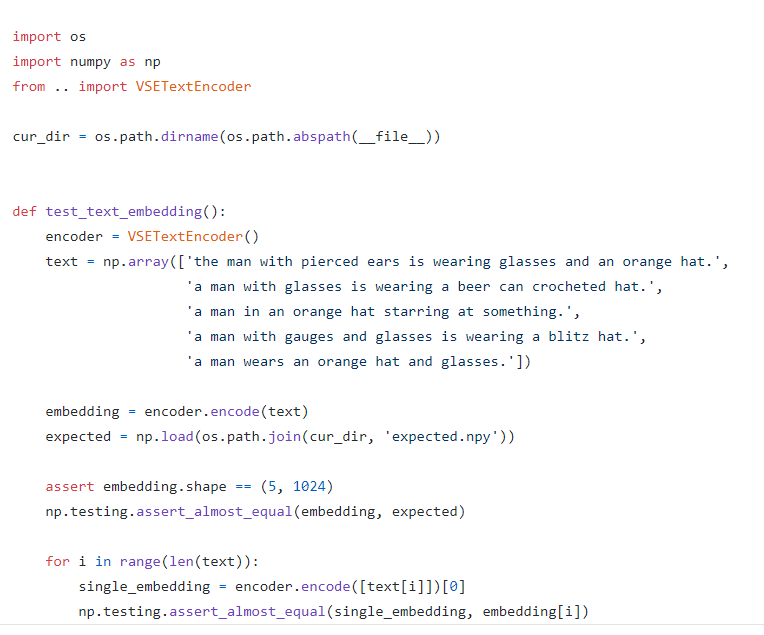 import os
import numpy as np
from .. import VSETextEncoder

cur_dir = os.path.dirname(os.path.abspath(__file__))


def test_text_embedding():
    encoder = VSETextEncoder()
    text = np.array(['the man with pierced ears is wearing glasses and an orange hat.',
                     'a man with glasses is wearing a beer can crocheted hat.',
                     'a man in an orange hat starring at something.',
                     'a man with gauges and glasses is wearing a blitz hat.',
                     'a man wears an orange hat and glasses.'])

    embedding = encoder.encode(text)
    expected = np.load(os.path.join(cur_dir, 'expected.npy'))

    assert embedding.shape == (5, 1024)
    np.testing.assert_almost_equal(embedding, expected)

    for i in range(len(text)):
        single_embedding = encoder.encode([text[i]])[0]
        np.testing.assert_almost_equal(single_embedding, embedding[i])